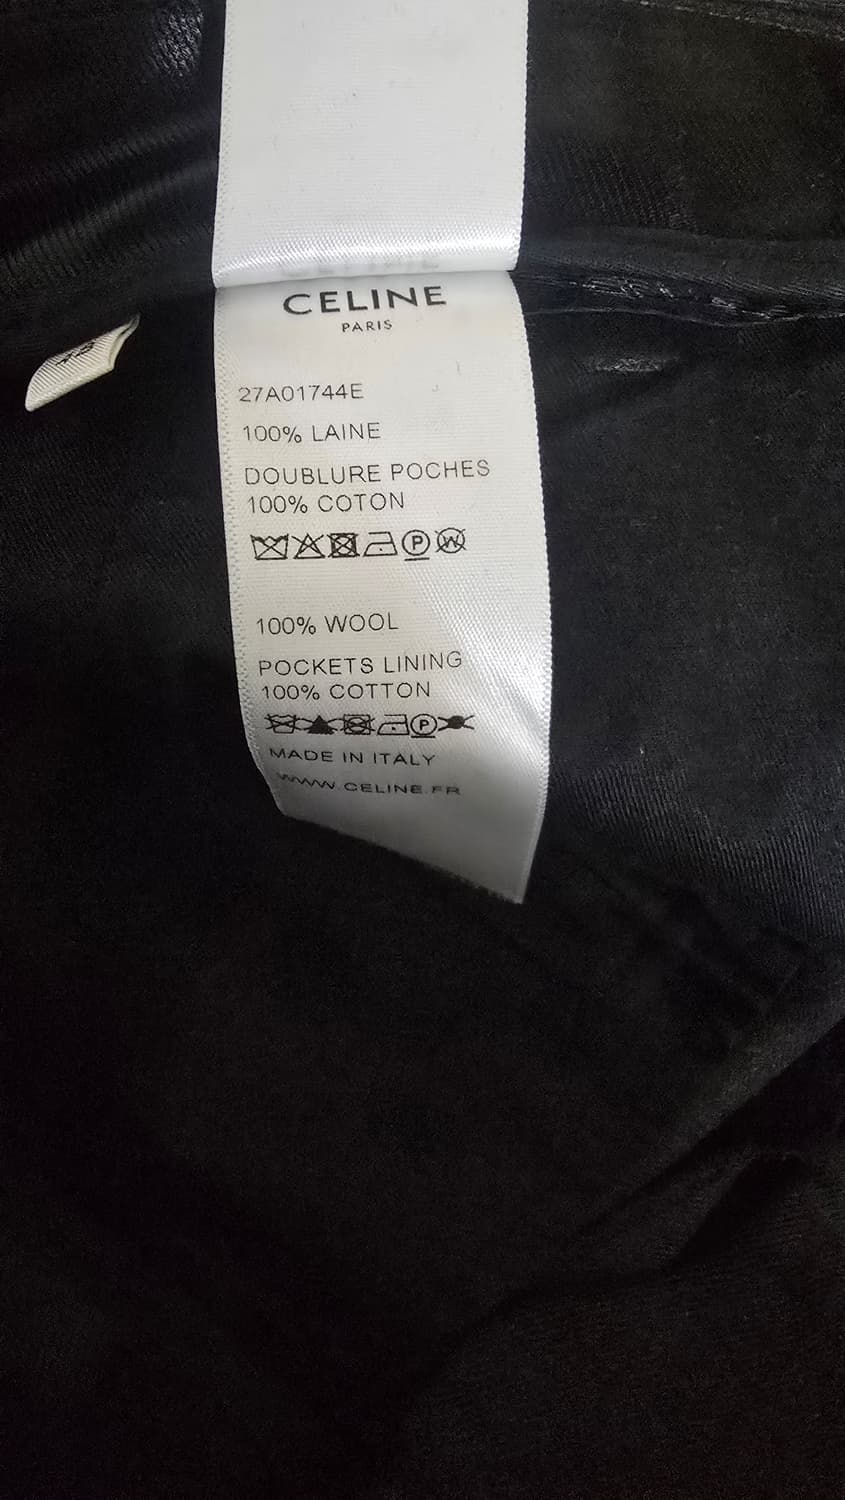 CELINE
PARIS
27A01744E
100% LAINE
DOUBLURE POCHES
100% COTON
P W
100% WOOL
POCKETS LINING
100% COTTON
P
MADE IN ITALY
WWW.CELINE.FR